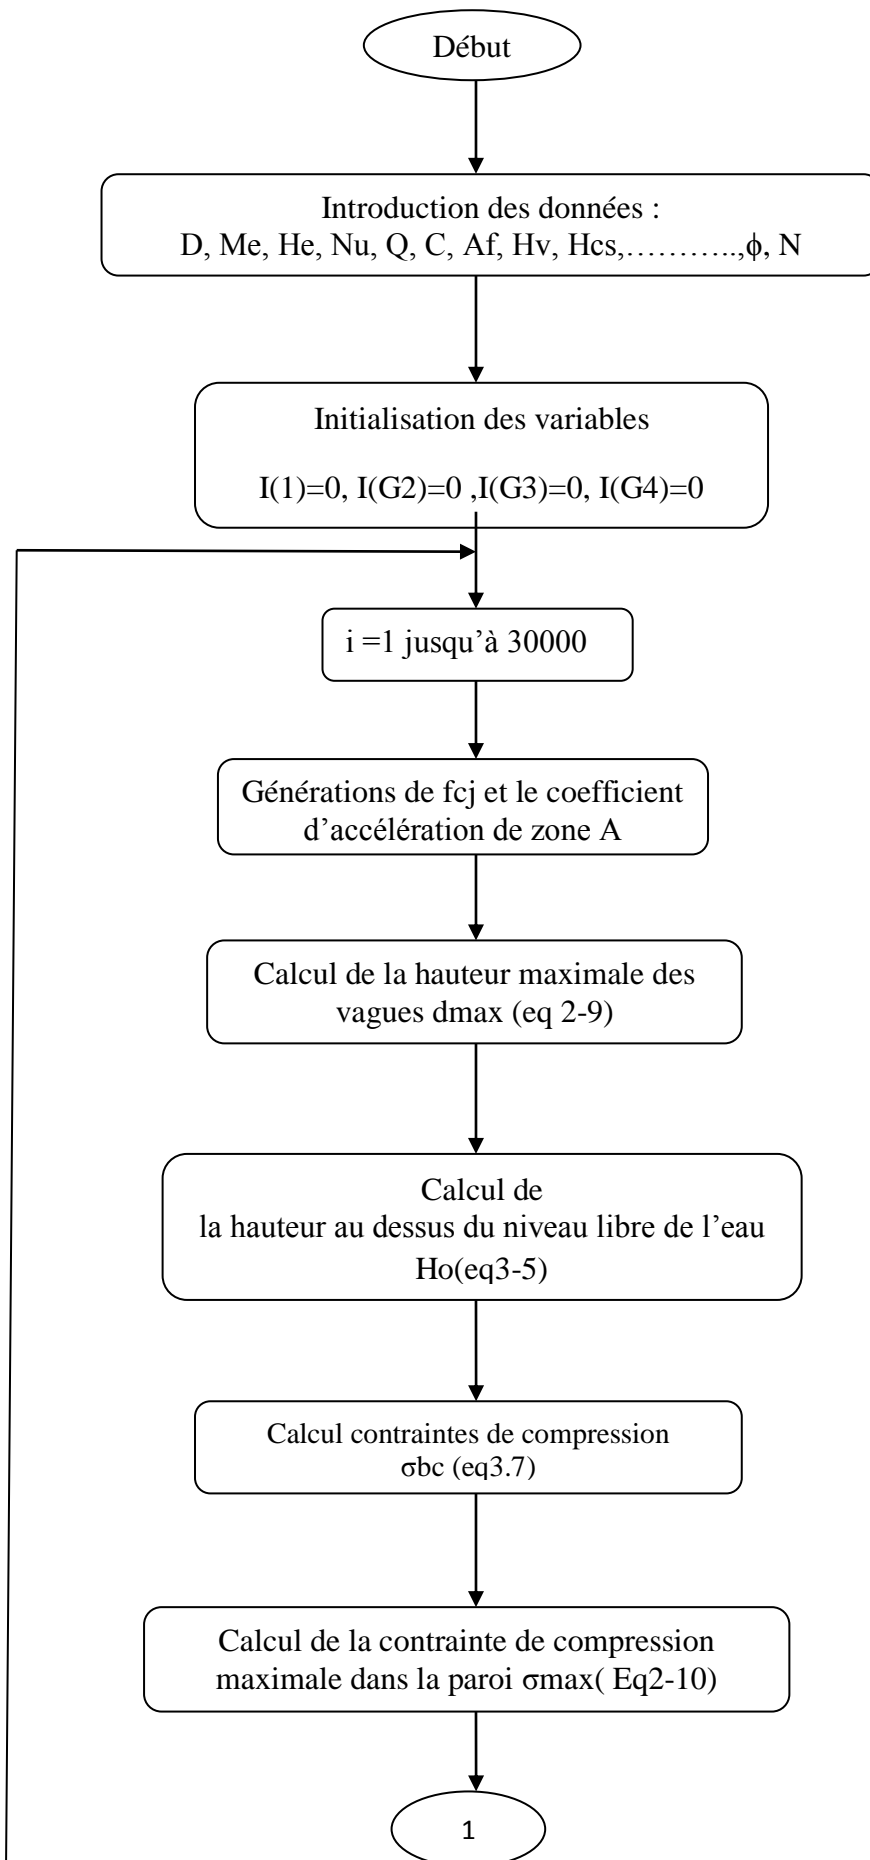 Début
Introduction des données :
D, Me, He, Nu, Q, C, Af, Hv, Hcs,………..,ϕ, N
Initialisation des variables
I(1)=0, I(G2)=0 ,I(G3)=0, I(G4)=0
i =1 jusqu’à 30000
Générations de fcj et le coefficient
d’accélération de zone A
Calcul de la hauteur maximale des
vagues dmax (eq 2-9)
Calcul de
la hauteur au dessus du niveau libre de l’eau
Ho(eq3-5)
Calcul contraintes de compression
σbc (eq3.7)
Calcul de la contrainte de compression
maximale dans la paroi σmax( Eq2-10)
1